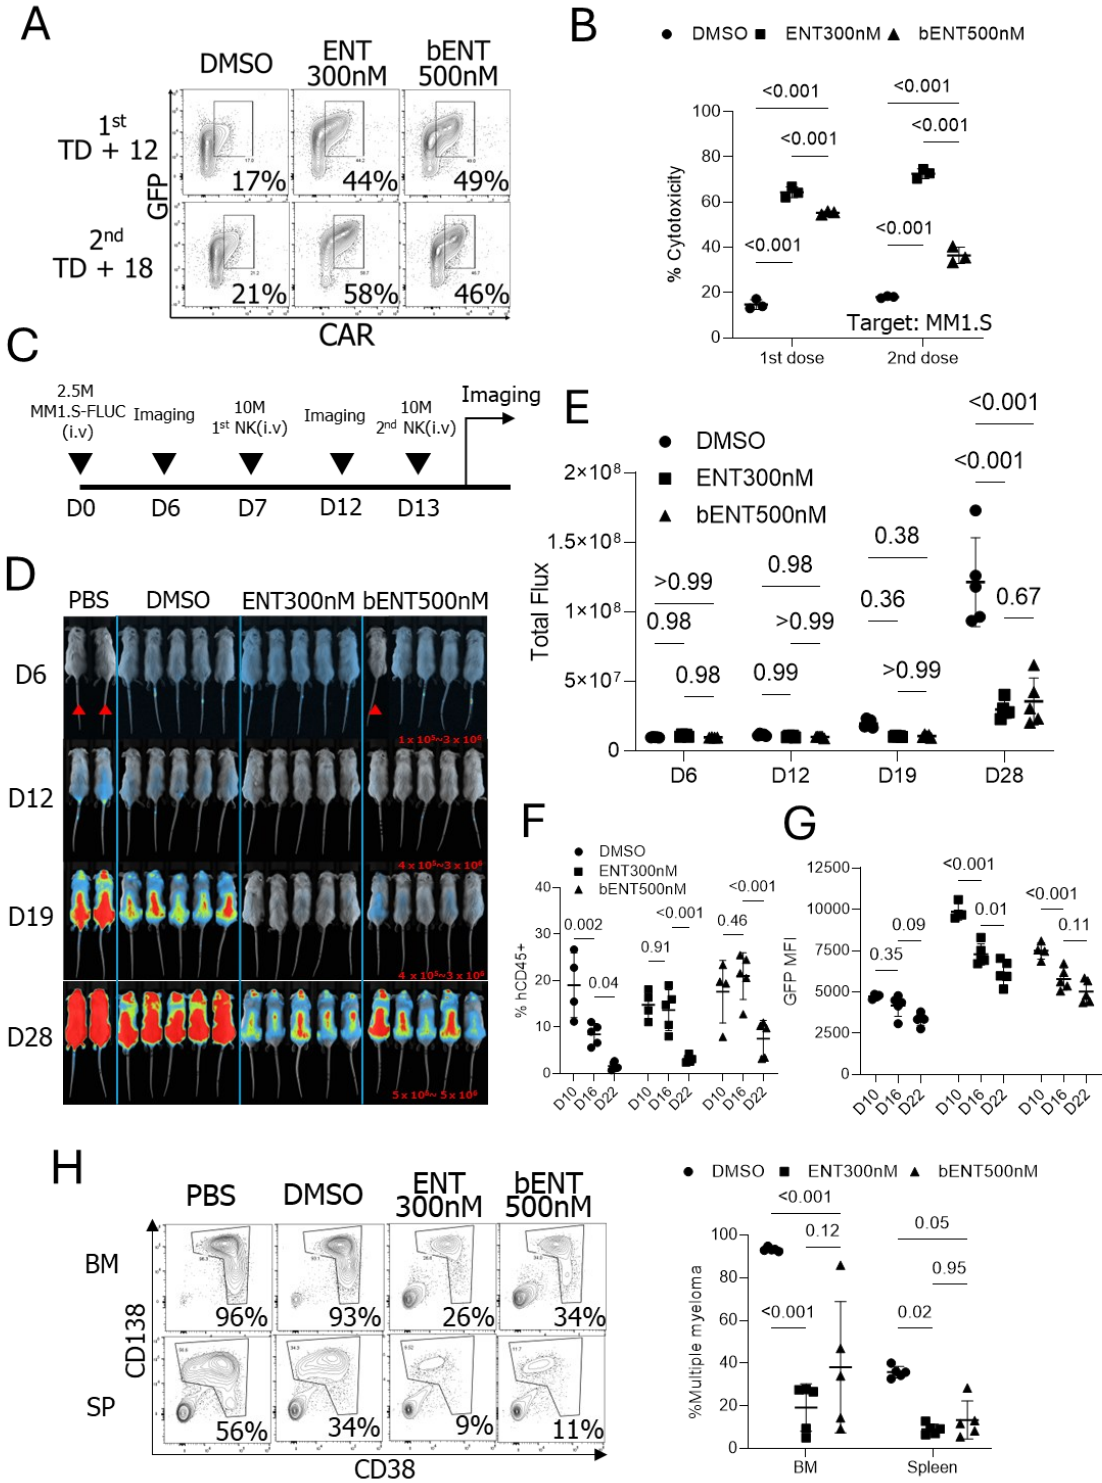 A
DMSO
ENT
300nM
bENT
500nM
1st
TD + 12
17%
44%
49%
GFP
2nd
TD + 18
21%
58%
46%
CAR
B
DMSO ENT300nM bENT500nM
% Cytotoxicity
100
80
60
40
20
0
<0.001
<0.001
<0.001
<0.001
<0.001
<0.001
Target: MM1.S
1st dose
2nd dose
C
2.5M
MM1.S-FLUC
(i.v)
Imaging
10M
1st NK(i.v)
Imaging
10M
2nd NK(i.v)
Imaging
D0
D6
D7
D12
D13
D
PBS
DMSO
ENT300nM
bENT500nM
D6
D12
D19
D28
E
DMSO
ENT300nM
bENT500nM
Total Flux
2×10⁸
1.5×10⁸
1×10⁸
5×10⁷
0
>0.99
0.98
0.98
0.98
>0.99
0.99
0.38
0.36
>0.99
<0.001
<0.001
0.67
D6
D12
D19
D28
F
DMSO
ENT300nM
bENT500nM
% hCD45+
40
30
20
10
0
0.002
0.04
0.91
<0.001
0.46
<0.001
D10
D16
D22
D10
D16
D22
D10
D16
D22
G
GFP MFI
12500
10000
7500
5000
2500
0
0.35
0.09
<0.001
0.01
<0.001
0.11
D10
D16
D22
D10
D16
D22
D10
D16
D22
H
PBS
DMSO
ENT
300nM
bENT
500nM
BM
96%
93%
26%
34%
CD138
SP
56%
34%
9%
11%
CD38
DMSO ENT300nM bENT500nM
%Multiple myeloma
100
80
60
40
20
0
<0.001
0.12
<0.001
0.05
0.95
0.02
BM
Spleen